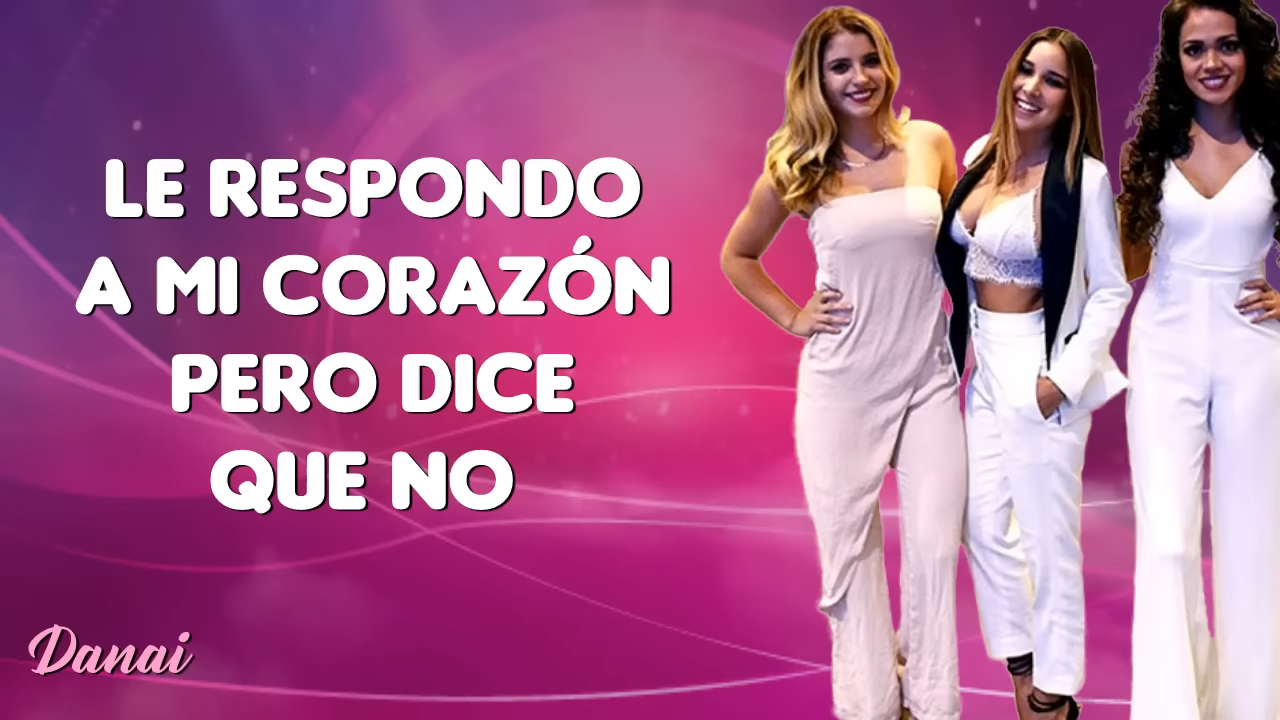 LE RESPONDO
A MI CORAZÓN
PERO DICE
QUE NO
Danai